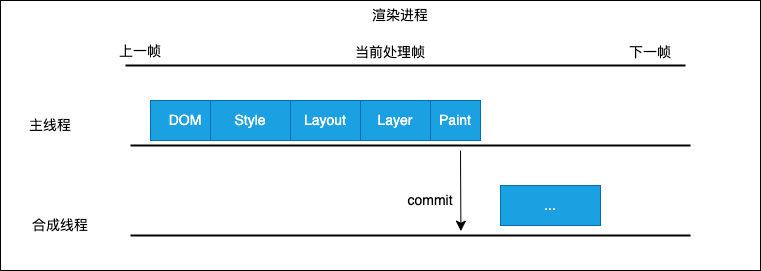 渲染进程
上一帧 当前处理帧 下一帧
主线程 DOM Style Layout Layer Paint
commit
...
合成线程